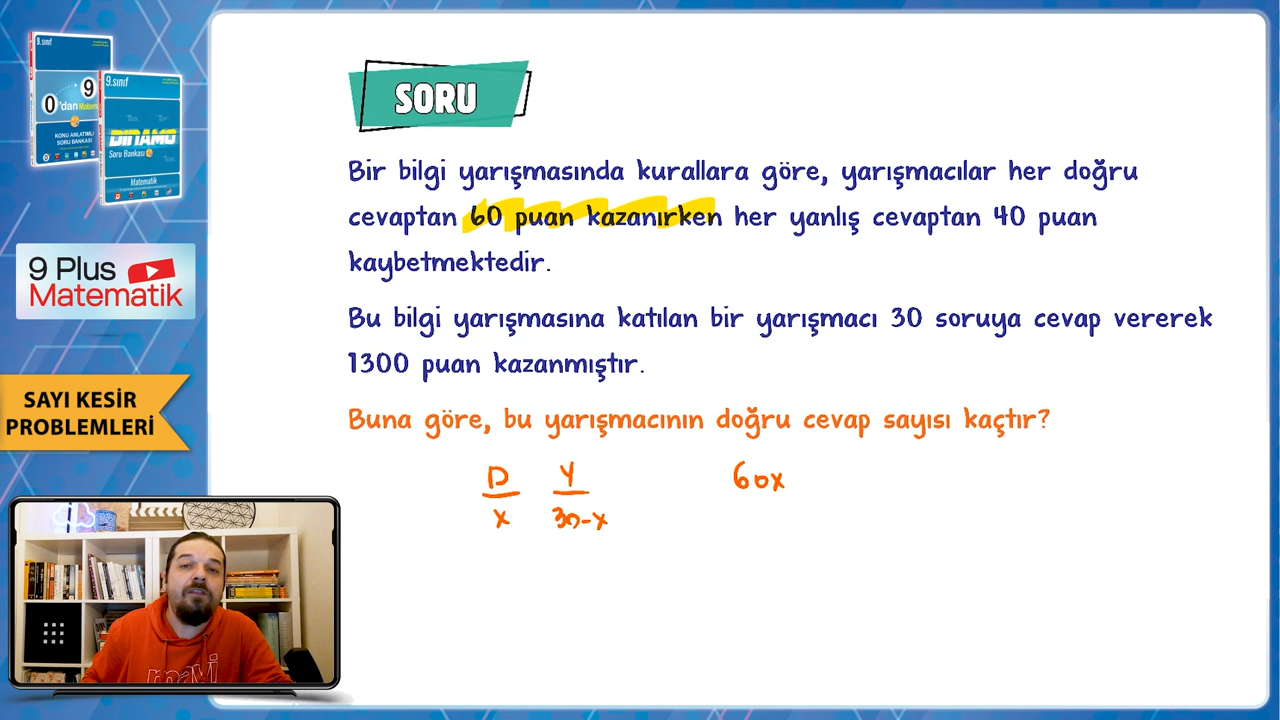 9.sınıf
0'dan 9 Matem
KONU ANLATIMLI
SORU BANKASI
9.sınıf
DİNAMO
Soru Bankası
Matematik
9 Plus
Matematik
SAYI KESİR
PROBLEMLERİ
SORU
Bir bilgi yarışmasında kurallara göre, yarışmacılar her doğru
cevaptan 60 puan kazanırken her yanlış cevaptan 40 puan
kaybetmektedir.
Bu bilgi yarışmasına katılan bir yarışmacı 30 soruya cevap vererek
1300 puan kazanmıştır.
Buna göre, bu yarışmacının doğru cevap sayısı kaçtır?
D Y 60x
x 30-x